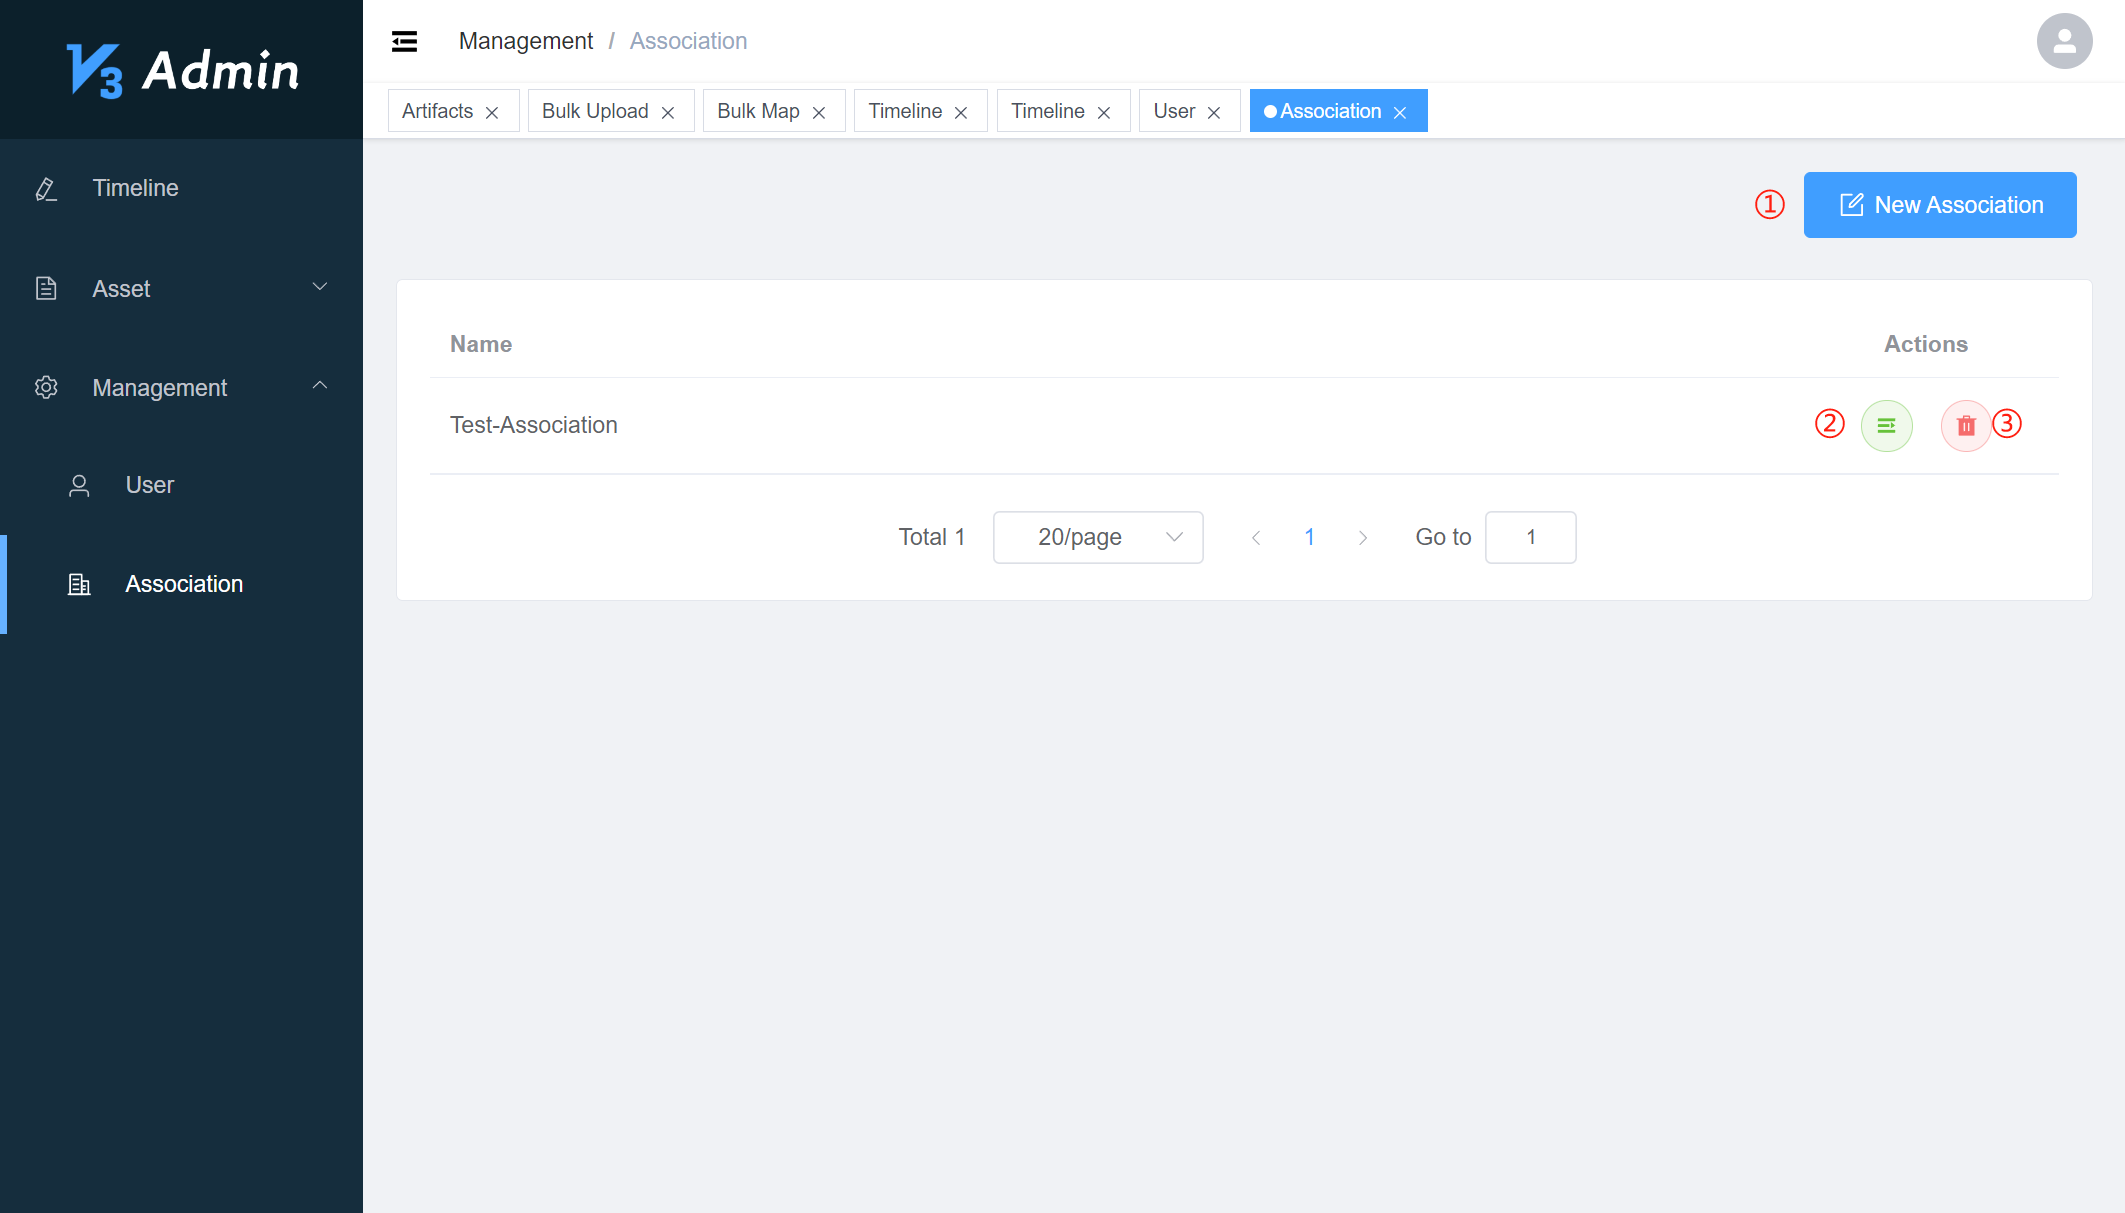 V3 Admin
Management / Association
Artifacts Bulk Upload Bulk Map Timeline Timeline User Association
Timeline
Asset
Management
User
Association
① New Association
Name Actions
Test-Association ② ③
Total 1 20/page 1 Go to 1